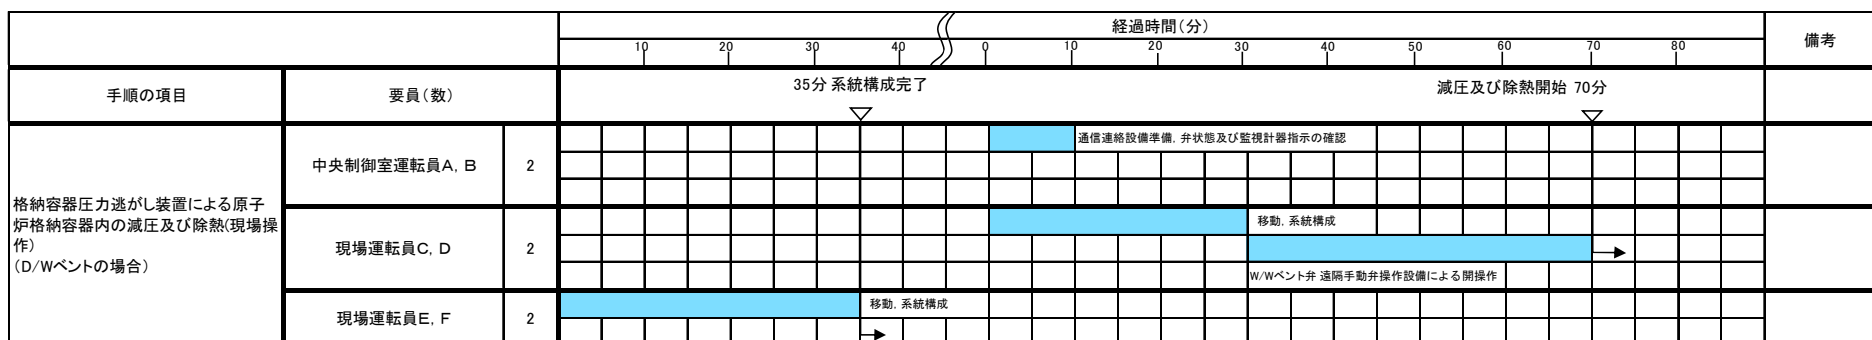 経過時間(分)
備考
10 20 30 40 0 10 20 30 40 50 60 70 80
手順の項目
要員(数)
35分 系統構成完了
減圧及び除熱開始 70分
格納容器圧力逃がし装置による原子
炉格納容器内の減圧及び除熱(現場操
作)
(D/Wベントの場合)
中央制御室運転員A, B
2
通信連絡設備準備, 弁状態及び監視計器指示の確認
現場運転員C, D
2
移動, 系統構成
W/Wベント弁 遠隔手動弁操作設備による開操作
現場運転員E, F
2
移動, 系統構成